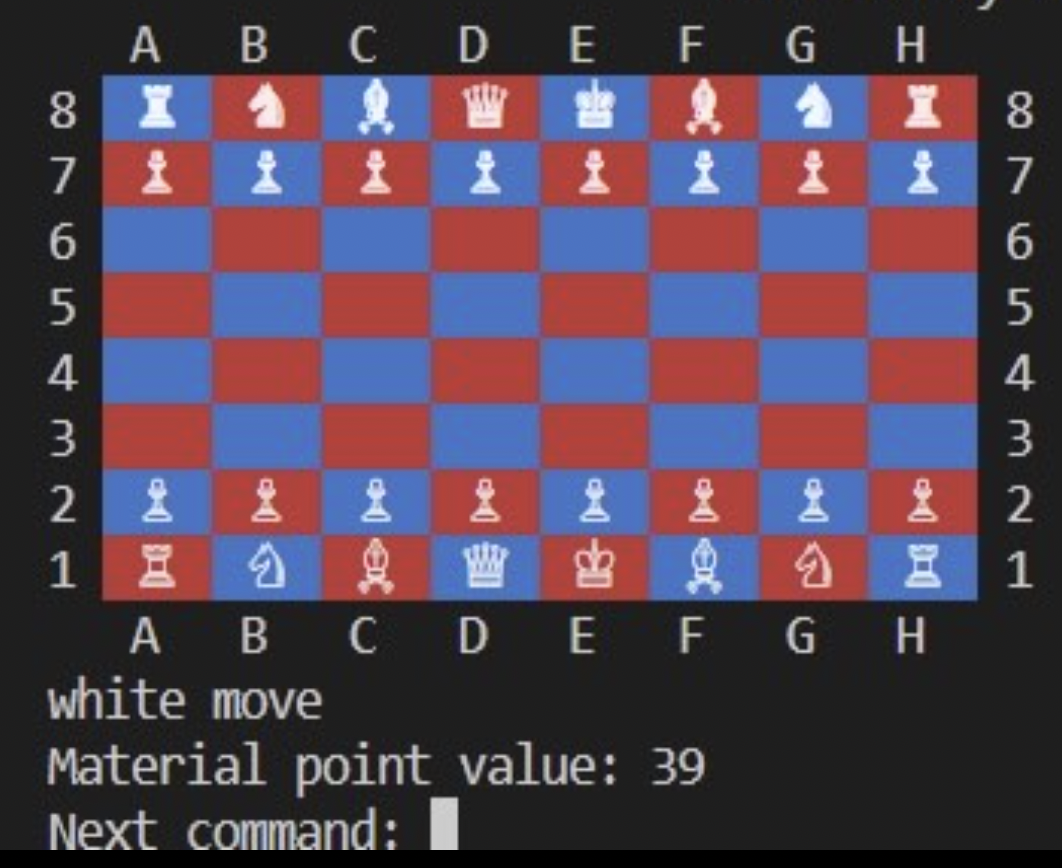 A B C D E F G H
8 ♜ ♞ ♝ ♛ ♚ ♝ ♞ ♜ 8
7 ♟ ♟ ♟ ♟ ♟ ♟ ♟ ♟ 7
6 6
5 5
4 4
3 3
2 ♙ ♙ ♙ ♙ ♙ ♙ ♙ ♙ 2
1 ♖ ♘ ♗ ♕ ♔ ♗ ♘ ♖ 1
A B C D E F G H
white move
Material point value: 39
Next command: